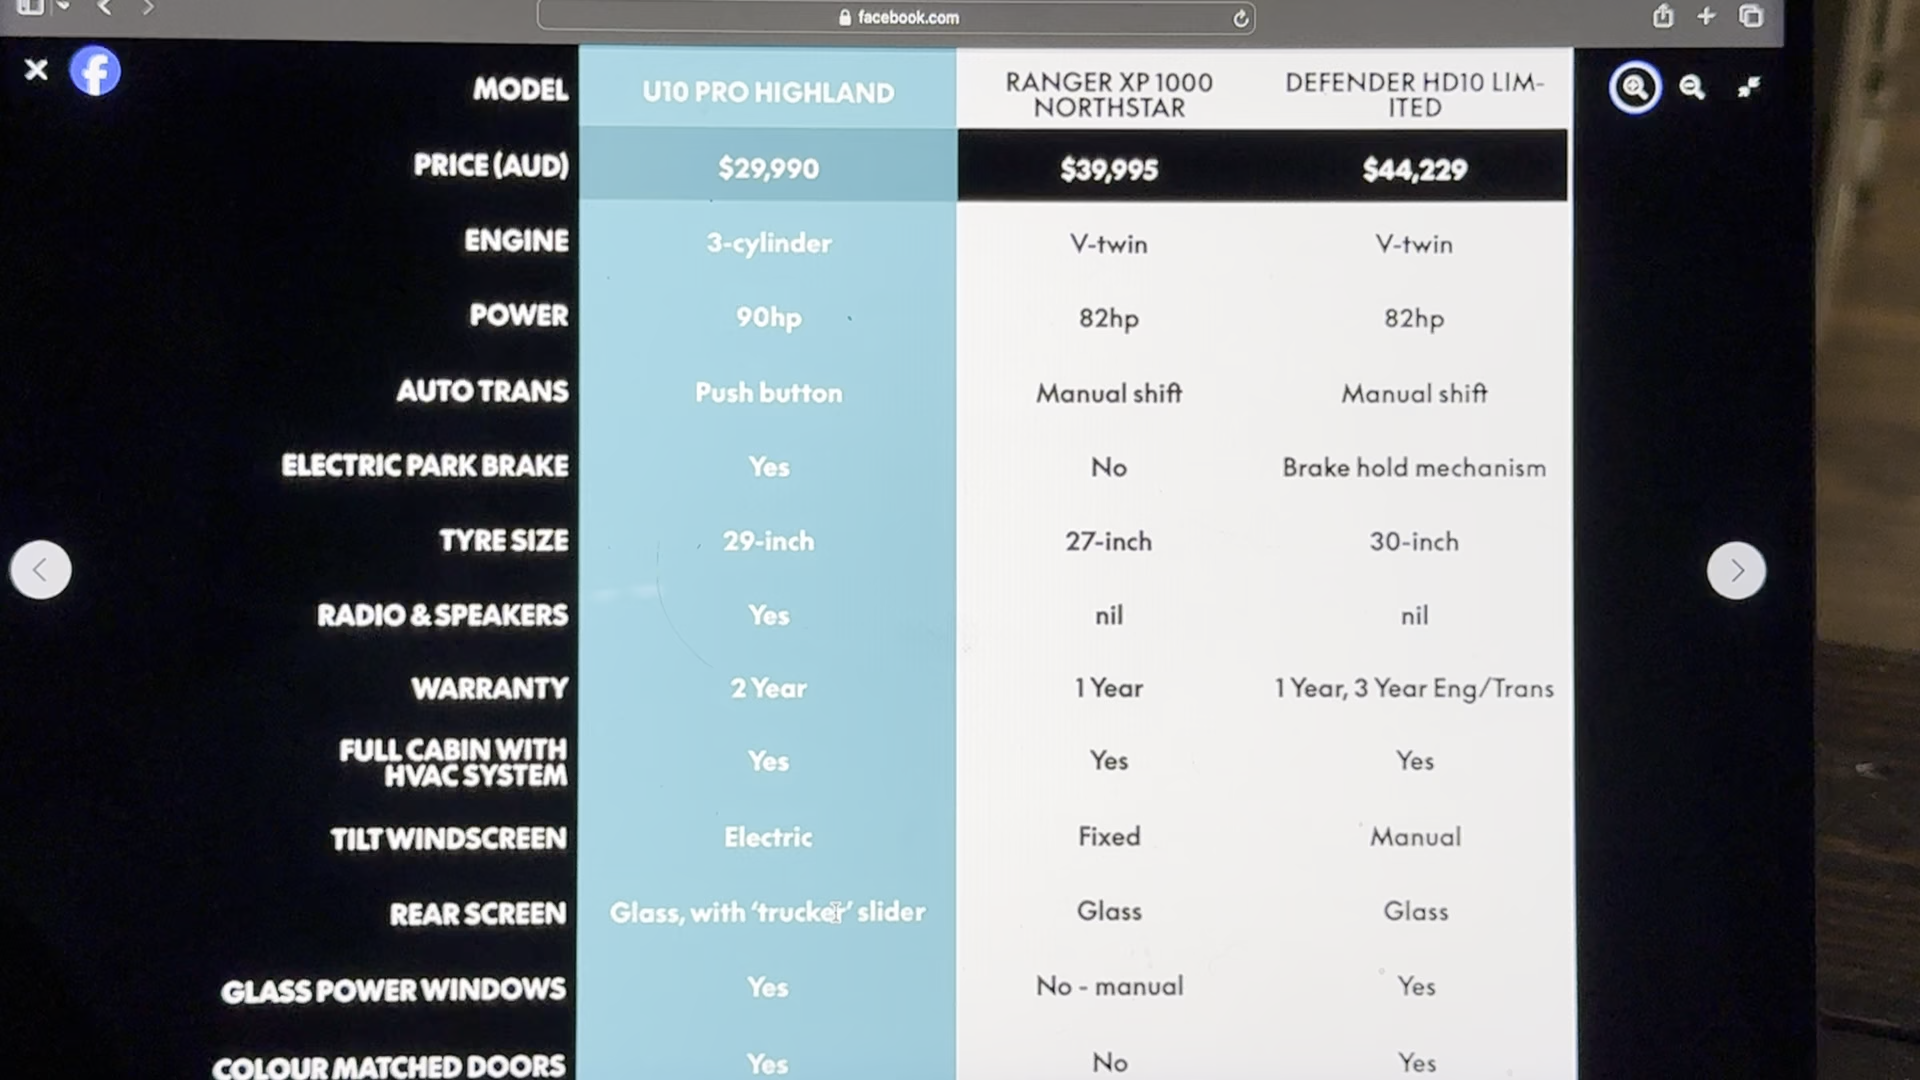 facebook.com
MODEL U10 PRO HIGHLAND RANGER XP 1000 NORTHSTAR DEFENDER HD10 LIM-ITED
PRICE (AUD) $29,990 $39,995 $44,229
ENGINE 3-cylinder V-twin V-twin
POWER 90hp 82hp 82hp
AUTO TRANS Push button Manual shift Manual shift
ELECTRIC PARK BRAKE Yes No Brake hold mechanism
TYRE SIZE 29-inch 27-inch 30-inch
RADIO & SPEAKERS Yes nil nil
WARRANTY 2 Year 1 Year 1 Year, 3 Year Eng/Trans
FULL CABIN WITH HVAC SYSTEM Yes Yes Yes
TILT WINDSCREEN Electric Fixed Manual
REAR SCREEN Glass, with ‘trucker’ slider Glass Glass
GLASS POWER WINDOWS Yes No - manual Yes
COLOUR MATCHED DOORS Yes No Yes